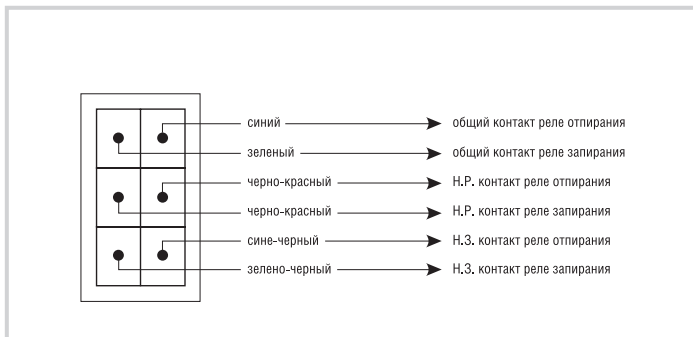 синий общий контакт реле отпирания
зеленый общий контакт реле запирания
черно-красный Н.Р. контакт реле отпирания
черно-красный Н.Р. контакт реле запирания
сине-черный Н.З. контакт реле отпирания
зелено-черный Н.З. контакт реле запирания